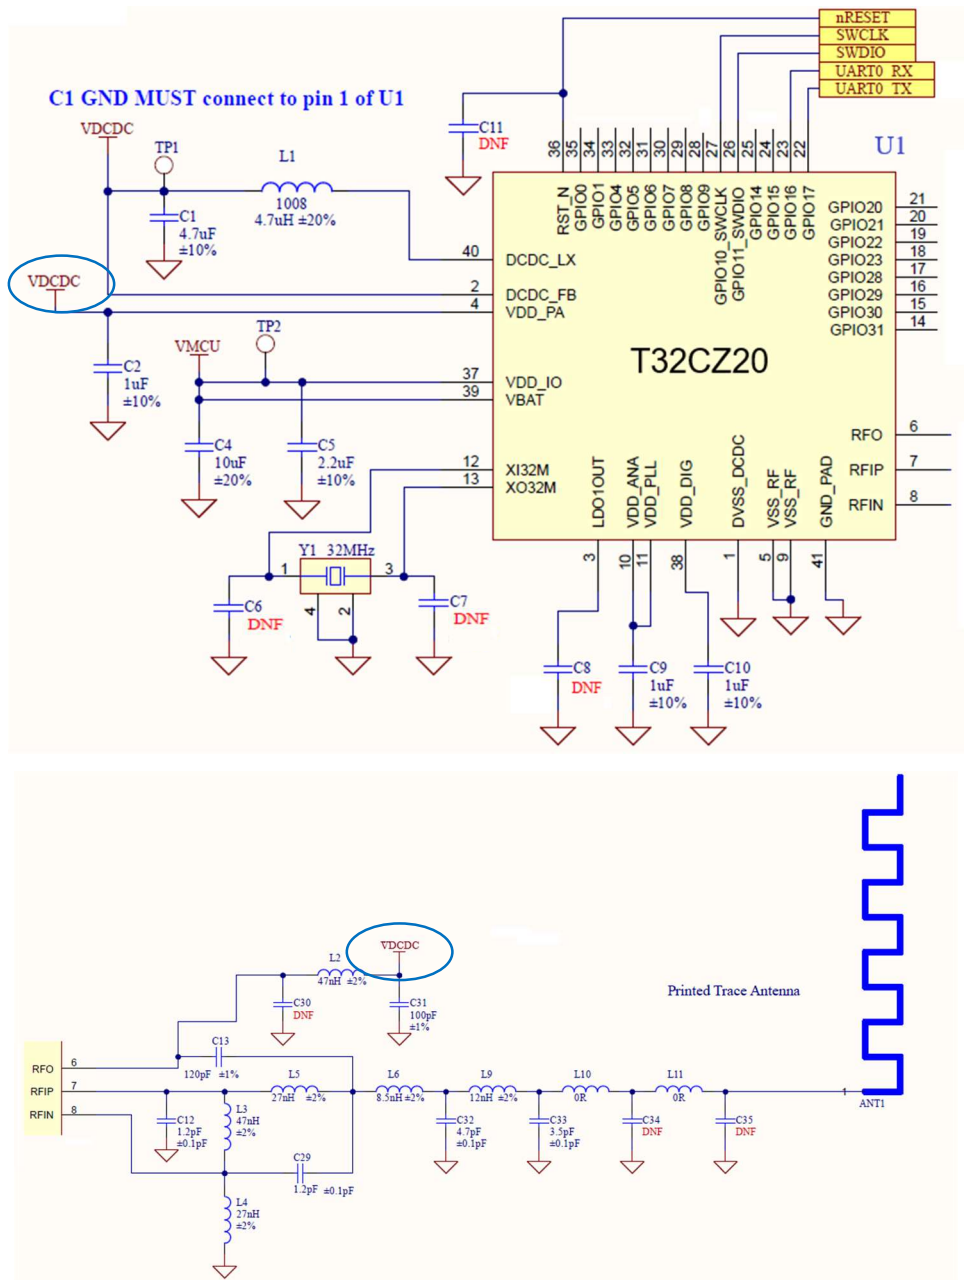 nRESET
SWCLK
SWDIO
UART0_RX
UART0_TX
C1 GND MUST connect to pin 1 of U1
VDCDC
TP1
L1
1008
4.7uH ±20%
C1
4.7uF
±10%
C11
DNF
U1
36
35
34
33
32
31
30
29
28
27
26
25
24
23
22
RST_N
GPIO0
GPIO1
GPIO4
GPIO5
GPIO6
GPIO7
GPIO8
GPIO9
GPIO10_SWCLK
GPIO11_SWDIO
GPIO14
GPIO15
GPIO16
GPIO17
GPIO20 21
GPIO21 20
GPIO22 19
GPIO23 18
GPIO28 17
GPIO29 16
GPIO30 15
GPIO31 14
40 DCDC_LX
VDCDC
2 DCDC_FB
4 VDD_PA
T32CZ20
TP2
VMCU
C2
1uF
±10%
37 VDD_IO
39 VBAT
C4
10uF
±20%
C5
2.2uF
±10%
RFO 6
RFIP 7
RFIN 8
12 XI32M
13 XO32M
LDO1OUT
VDD_ANA
VDD_PLL
VDD_DIG
DVSS_DCDC
VSS_RF
VSS_RF
GND_PAD
3
10
11
38
1
5
9
41
Y1 32MHz
1
3
4
2
C6
DNF
C7
DNF
C8
DNF
C9
1uF
±10%
C10
1uF
±10%
VDCDC
L2
47nH ±2%
C30
DNF
C31
100pF
±1%
Printed Trace Antenna
C13
120pF ±1%
RFO 6
RFIP 7
RFIN 8
L5
27nH ±2%
L6
8.5nH ±2%
L9
12nH ±2%
L10
0R
L11
0R
1
ANT1
C12
1.2pF
±0.1pF
L3
47nH
±2%
C32
4.7pF
±0.1pF
C33
3.5pF
±0.1pF
C34
DNF
C35
DNF
C29
1.2pF ±0.1pF
L4
27nH
±2%